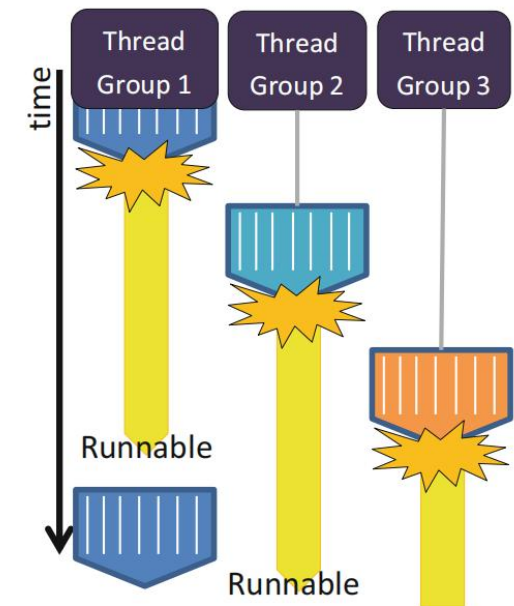 Thread
Group 1
Thread
Group 2
Thread
Group 3
time
Runnable
Runnable